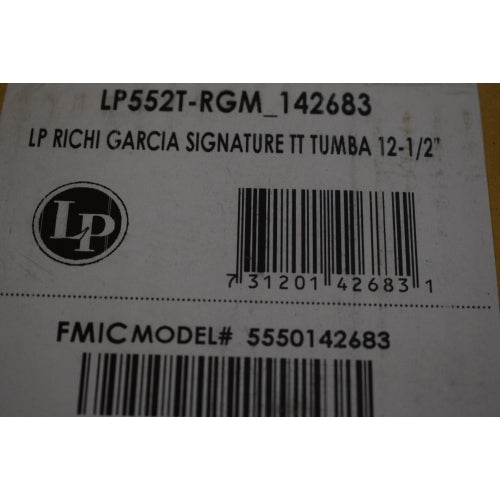 LP552T-RGM_142683
LP RICHI GARCIA SIGNATURE TT TUMBA 12-1/2"
LP
7 31201 42683 1
FMIC MODEL# 5550142683